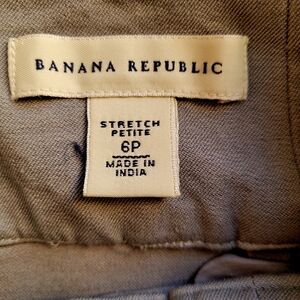 BANANA REPUBLIC
STRETCH
PETITE
6P
MADE IN
INDIA